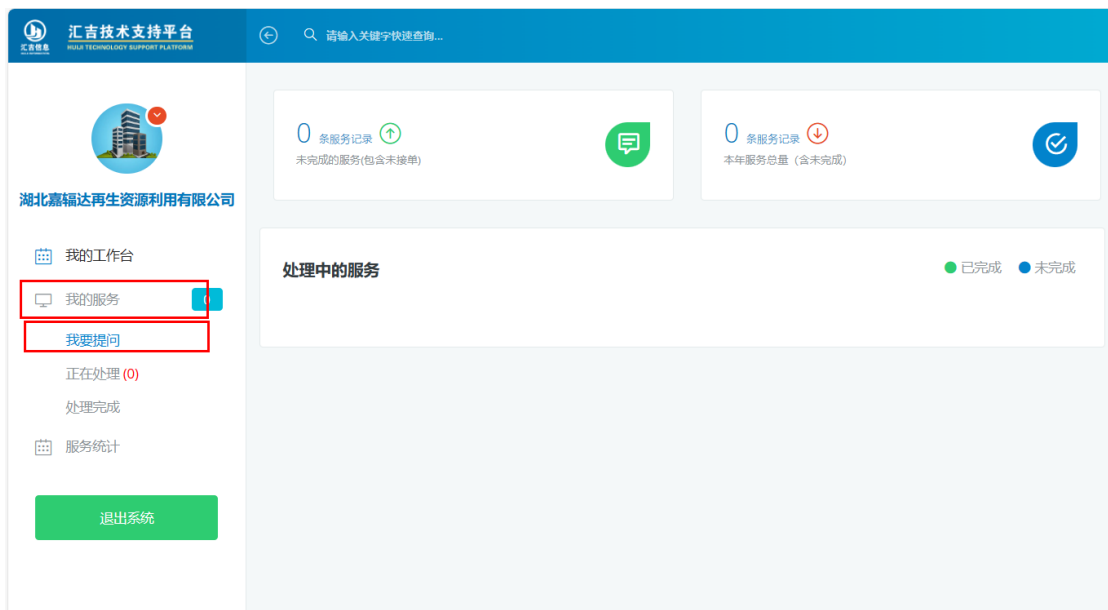 汇吉技术支持平台
HUIJI TECHNOLOGY SUPPORT PLATFORM
汇吉信息
请输入关键字快速查询...
湖北嘉辐达再生资源利用有限公司
我的工作台
我的服务 0
我要提问
正在处理 (0)
处理完成
服务统计
退出系统
0 条服务记录
未完成的服务(包含未接单)
0 条服务记录
本年服务总量（含未完成）
处理中的服务
已完成 未完成